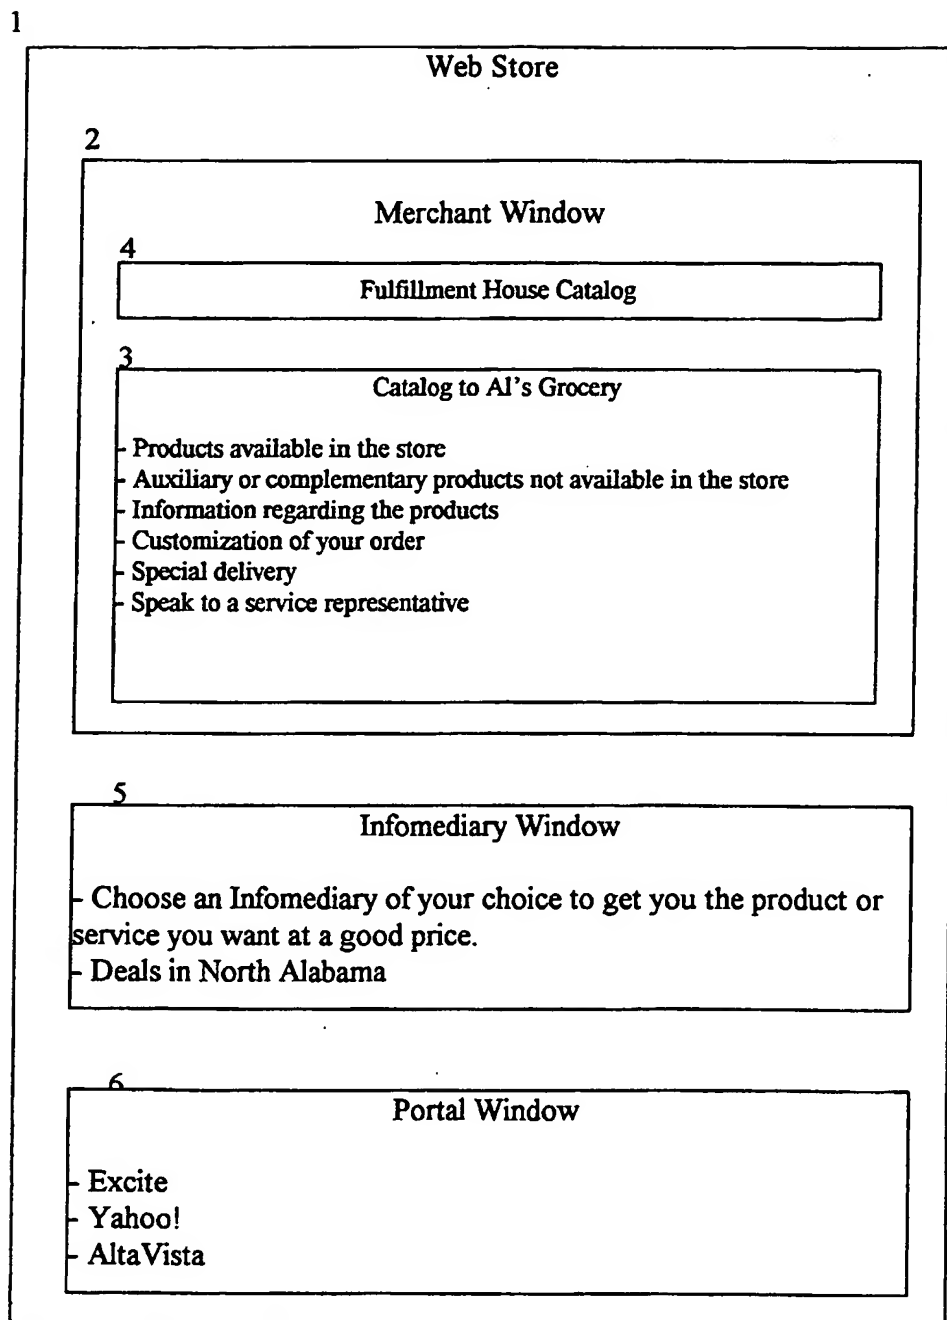 1
Web Store
2
Merchant Window
4
Fulfillment House Catalog
3
Catalog to Al's Grocery
- Products available in the store
- Auxiliary or complementary products not available in the store
- Information regarding the products
- Customization of your order
- Special delivery
- Speak to a service representative
5
Infomediary Window
- Choose an Infomediary of your choice to get you the product or
service you want at a good price.
- Deals in North Alabama
6
Portal Window
- Excite
- Yahoo!
- AltaVista